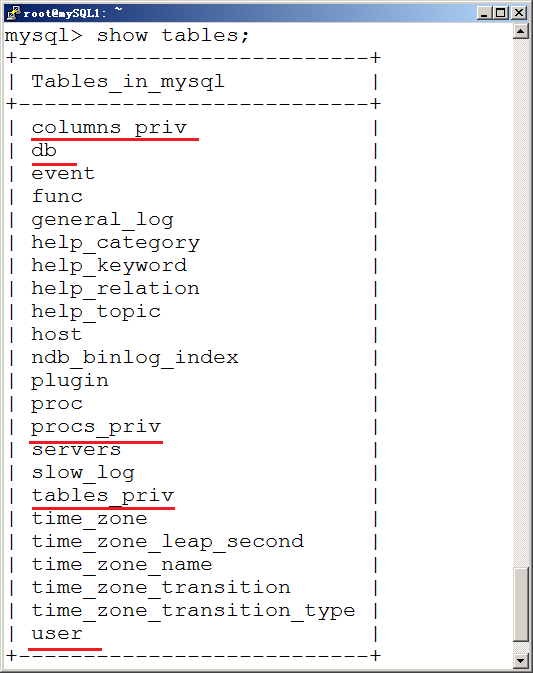 root@mySQL1: ~
mysql> show tables;
+---------------------------+
| Tables_in_mysql           |
+---------------------------+
| columns_priv              |
| db                        |
| event                     |
| func                      |
| general_log               |
| help_category             |
| help_keyword              |
| help_relation             |
| help_topic                |
| host                      |
| ndb_binlog_index          |
| plugin                    |
| proc                      |
| procs_priv                |
| servers                   |
| slow_log                  |
| tables_priv               |
| time_zone                 |
| time_zone_leap_second     |
| time_zone_name            |
| time_zone_transition      |
| time_zone_transition_type |
| user                      |
+---------------------------+